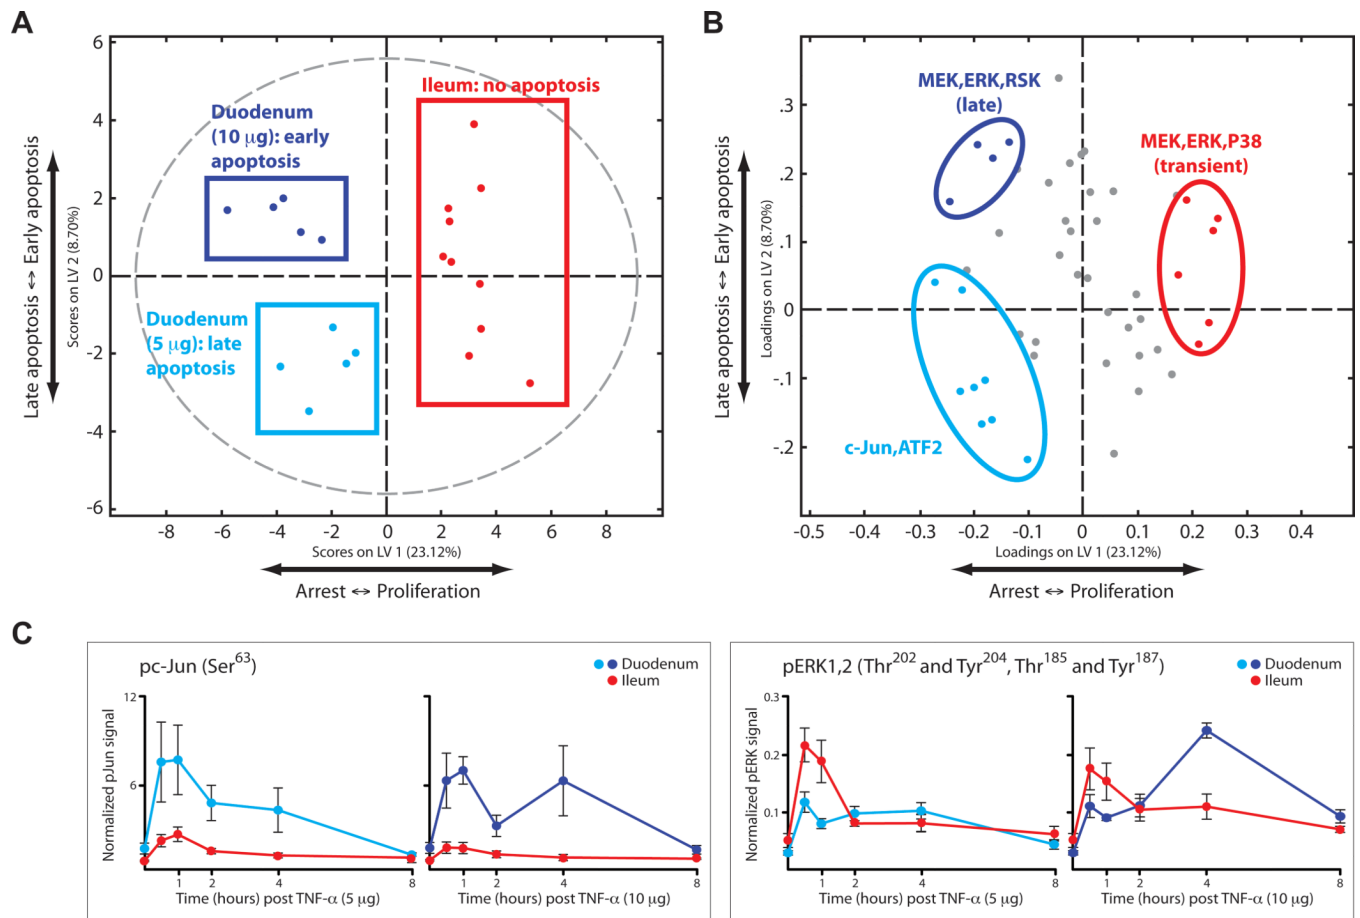 A
Late apoptosis ↔ Early apoptosis
Scores on LV 2 (8.70%)
6
4
2
0
-2
-4
-6
Duodenum
(10 µg): early
apoptosis
Ileum: no apoptosis
Duodenum
(5 µg): late
apoptosis
-8 -6 -4 -2 0 2 4 6 8
Scores on LV 1 (23.12%)
Arrest ↔ Proliferation
B
Late apoptosis ↔ Early apoptosis
Loadings on LV 2 (8.70%)
.3
.2
.1
0
-.1
-.2
MEK,ERK,RSK
(late)
MEK,ERK,P38
(transient)
c-Jun,ATF2
-0.5 -0.4 -0.3 -0.2 -0.1 0 0.1 0.2 0.3 0.4
Loadings on LV 1 (23.12%)
Arrest ↔ Proliferation
C
pc-Jun (Ser⁶³)
Duodenum
Ileum
Normalized pJun signal
12
6
1 2 4 8
Time (hours) post TNF-α (5 µg)
1 2 4 8
Time (hours) post TNF-α (10 µg)
pERK1,2 (Thr²⁰² and Tyr²⁰⁴, Thr¹⁸⁵ and Tyr¹⁸⁷)
Duodenum
Ileum
Normalized pERK signal
0.3
0.2
0.1
1 2 4 8
Time (hours) post TNF-α (5 µg)
1 2 4 8
Time (hours) post TNF-α (10 µg)